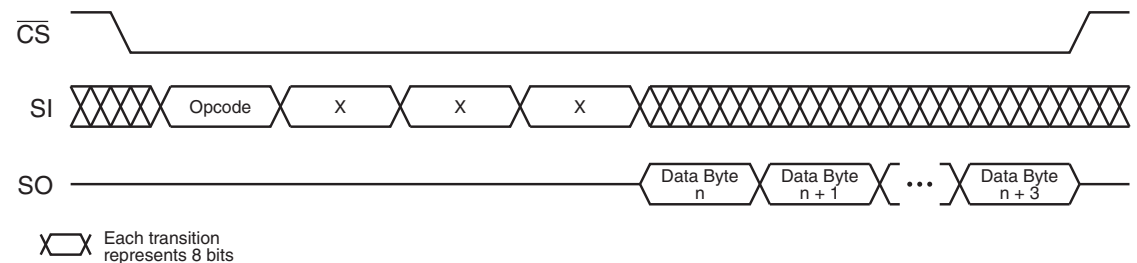 CS
SI
Opcode X X X
SO
Data Byte n
Data Byte n + 1
•••
Data Byte n + 3
Each transition
represents 8 bits